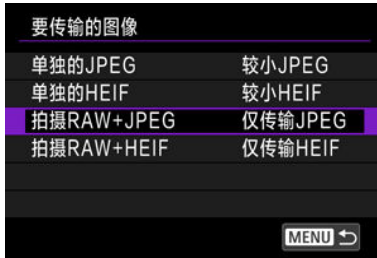 要传输的图像
单独的JPEG 较小JPEG
单独的HEIF 较小HEIF
拍摄RAW+JPEG 仅传输JPEG
拍摄RAW+HEIF 仅传输HEIF
MENU